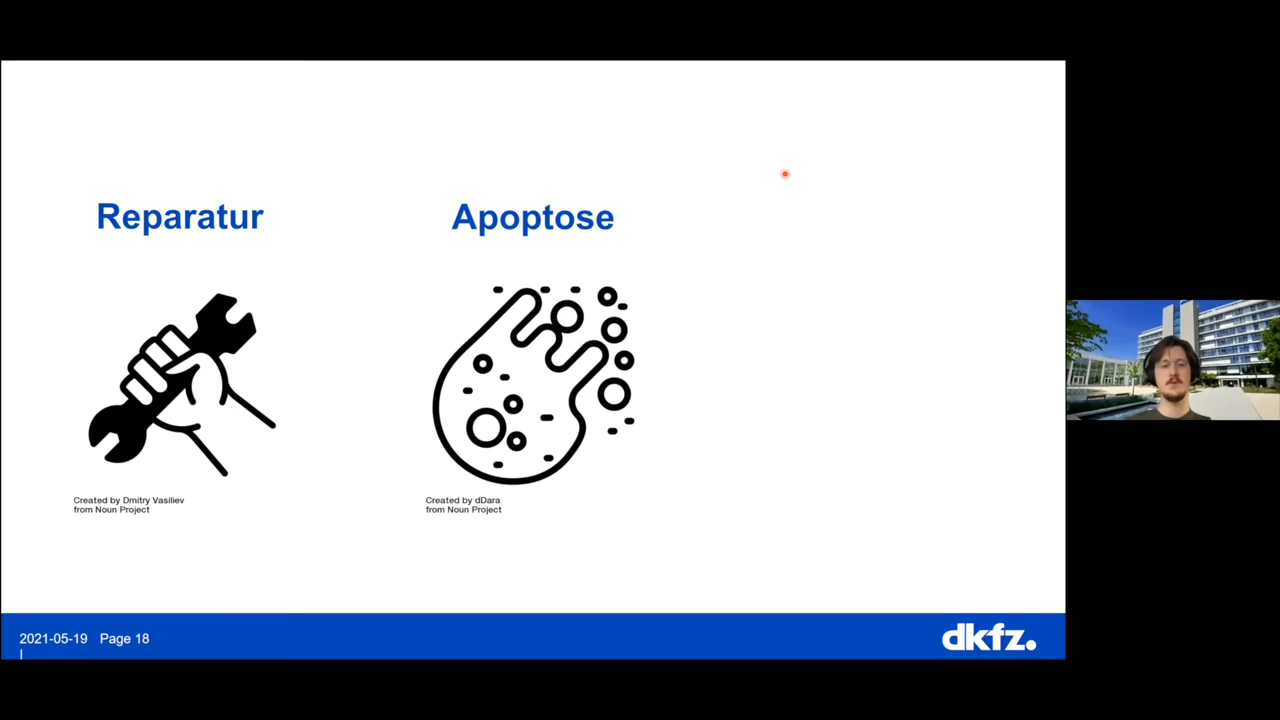 Reparatur
Apoptose
Created by Dmitry Vasiliev
from Noun Project
Created by dDara
from Noun Project
2021-05-19 Page 18
|
dkfz.